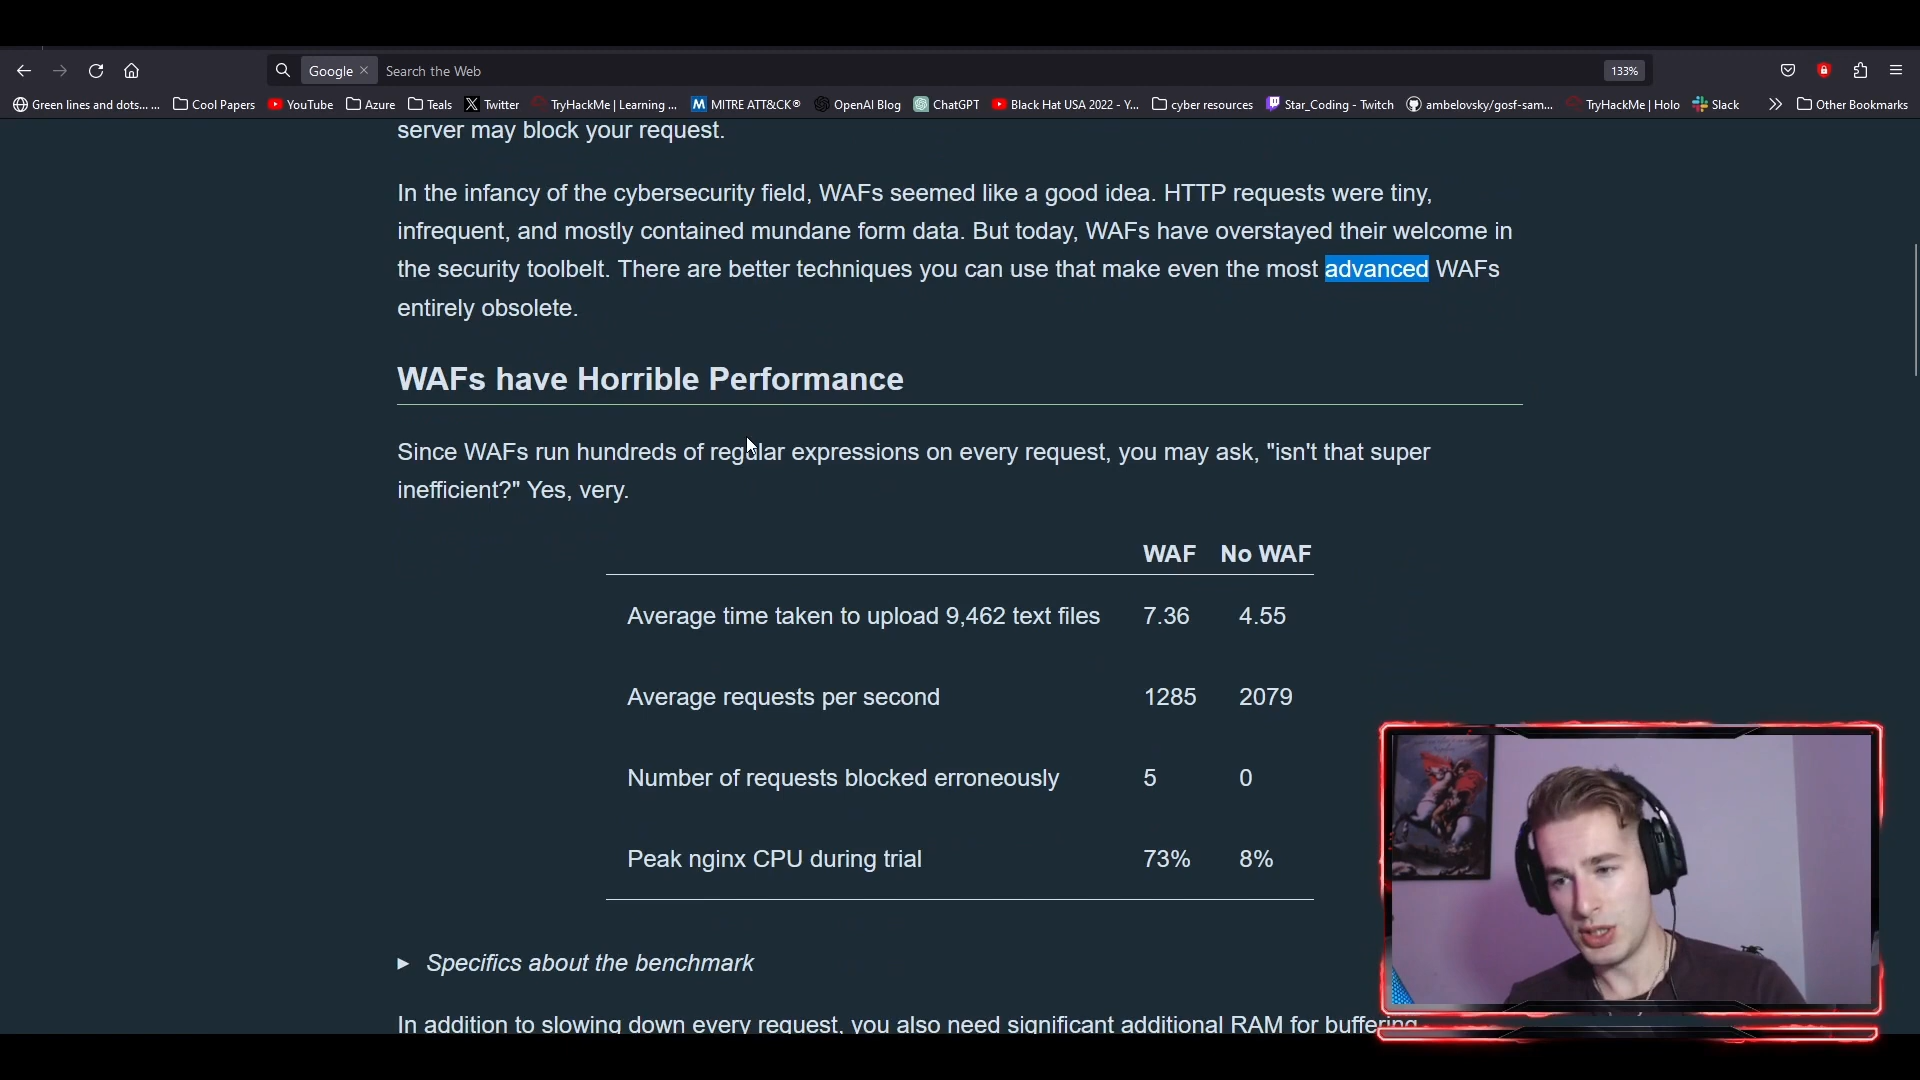 Google × Search the Web 133%
Green lines and dots... ... Cool Papers YouTube Azure Teals Twitter TryHackMe | Learning ... MITRE ATT&CK® OpenAI Blog ChatGPT Black Hat USA 2022 - Y... cyber resources Star_Coding - Twitch ambelovsky/gosf-sam... TryHackMe | Holo Slack Other Bookmarks
server may block your request.
In the infancy of the cybersecurity field, WAFs seemed like a good idea. HTTP requests were tiny,
infrequent, and mostly contained mundane form data. But today, WAFs have overstayed their welcome in
the security toolbelt. There are better techniques you can use that make even the most advanced WAFs
entirely obsolete.
WAFs have Horrible Performance
Since WAFs run hundreds of regular expressions on every request, you may ask, "isn't that super
inefficient?" Yes, very.
WAF No WAF
Average time taken to upload 9,462 text files 7.36 4.55
Average requests per second 1285 2079
Number of requests blocked erroneously 5 0
Peak nginx CPU during trial 73% 8%
Specifics about the benchmark
In addition to slowing down every request, you also need significant additional RAM for buffering